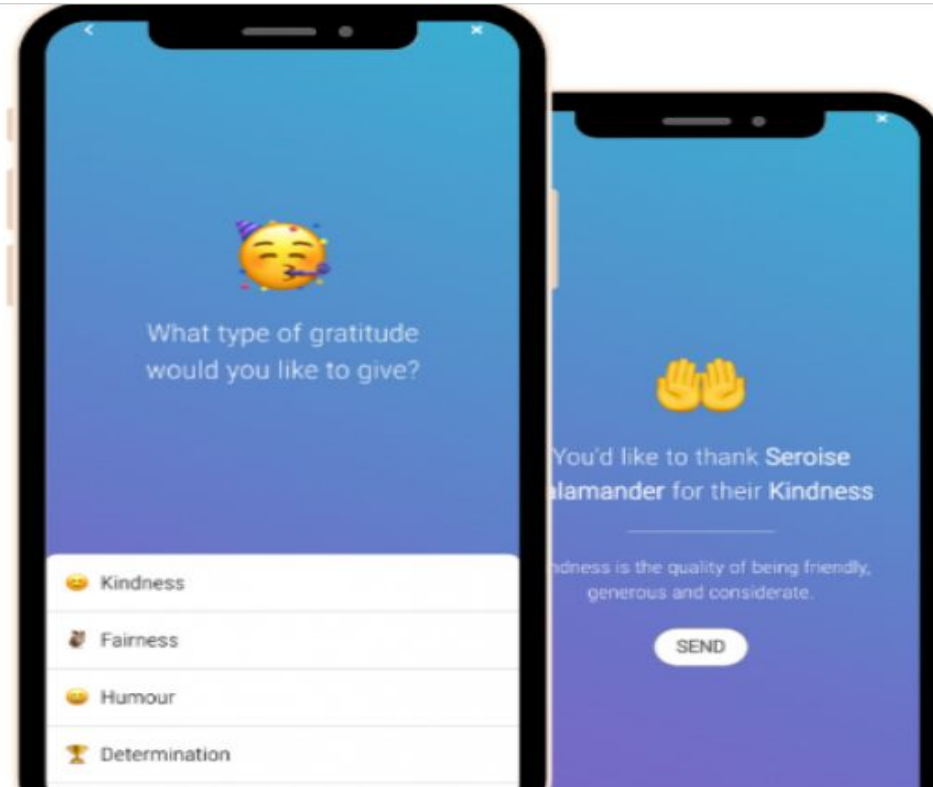 What type of gratitude
would you like to give?
Kindness
Fairness
Humour
Determination
You'd like to thank Seroise
alamander for their Kindness
ndness is the quality of being friendly,
generous and considerate.
SEND